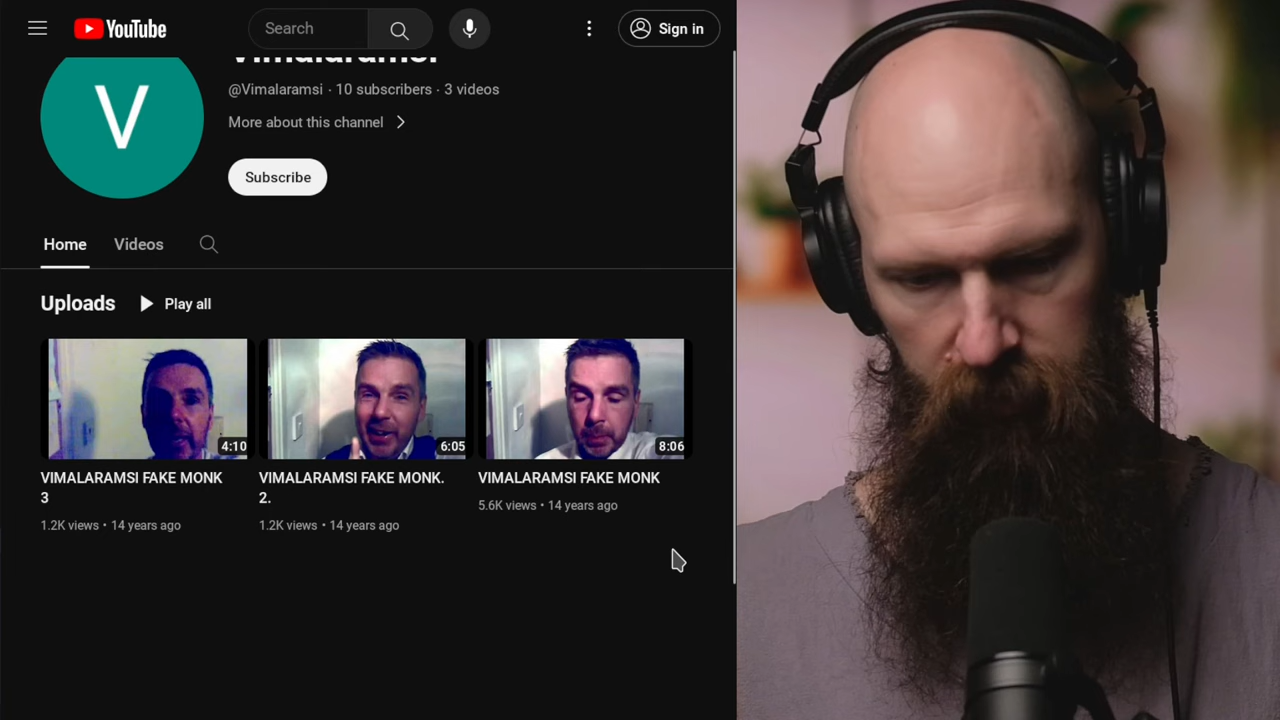 YouTube
Search
Sign in
Vimalaramsi
@Vimalaramsi · 10 subscribers · 3 videos
More about this channel
V
Subscribe
Home
Videos
Uploads
Play all
4:10
6:05
8:06
VIMALARAMSI FAKE MONK
3
1.2K views • 14 years ago
VIMALARAMSI FAKE MONK.
2.
1.2K views • 14 years ago
VIMALARAMSI FAKE MONK
5.6K views • 14 years ago